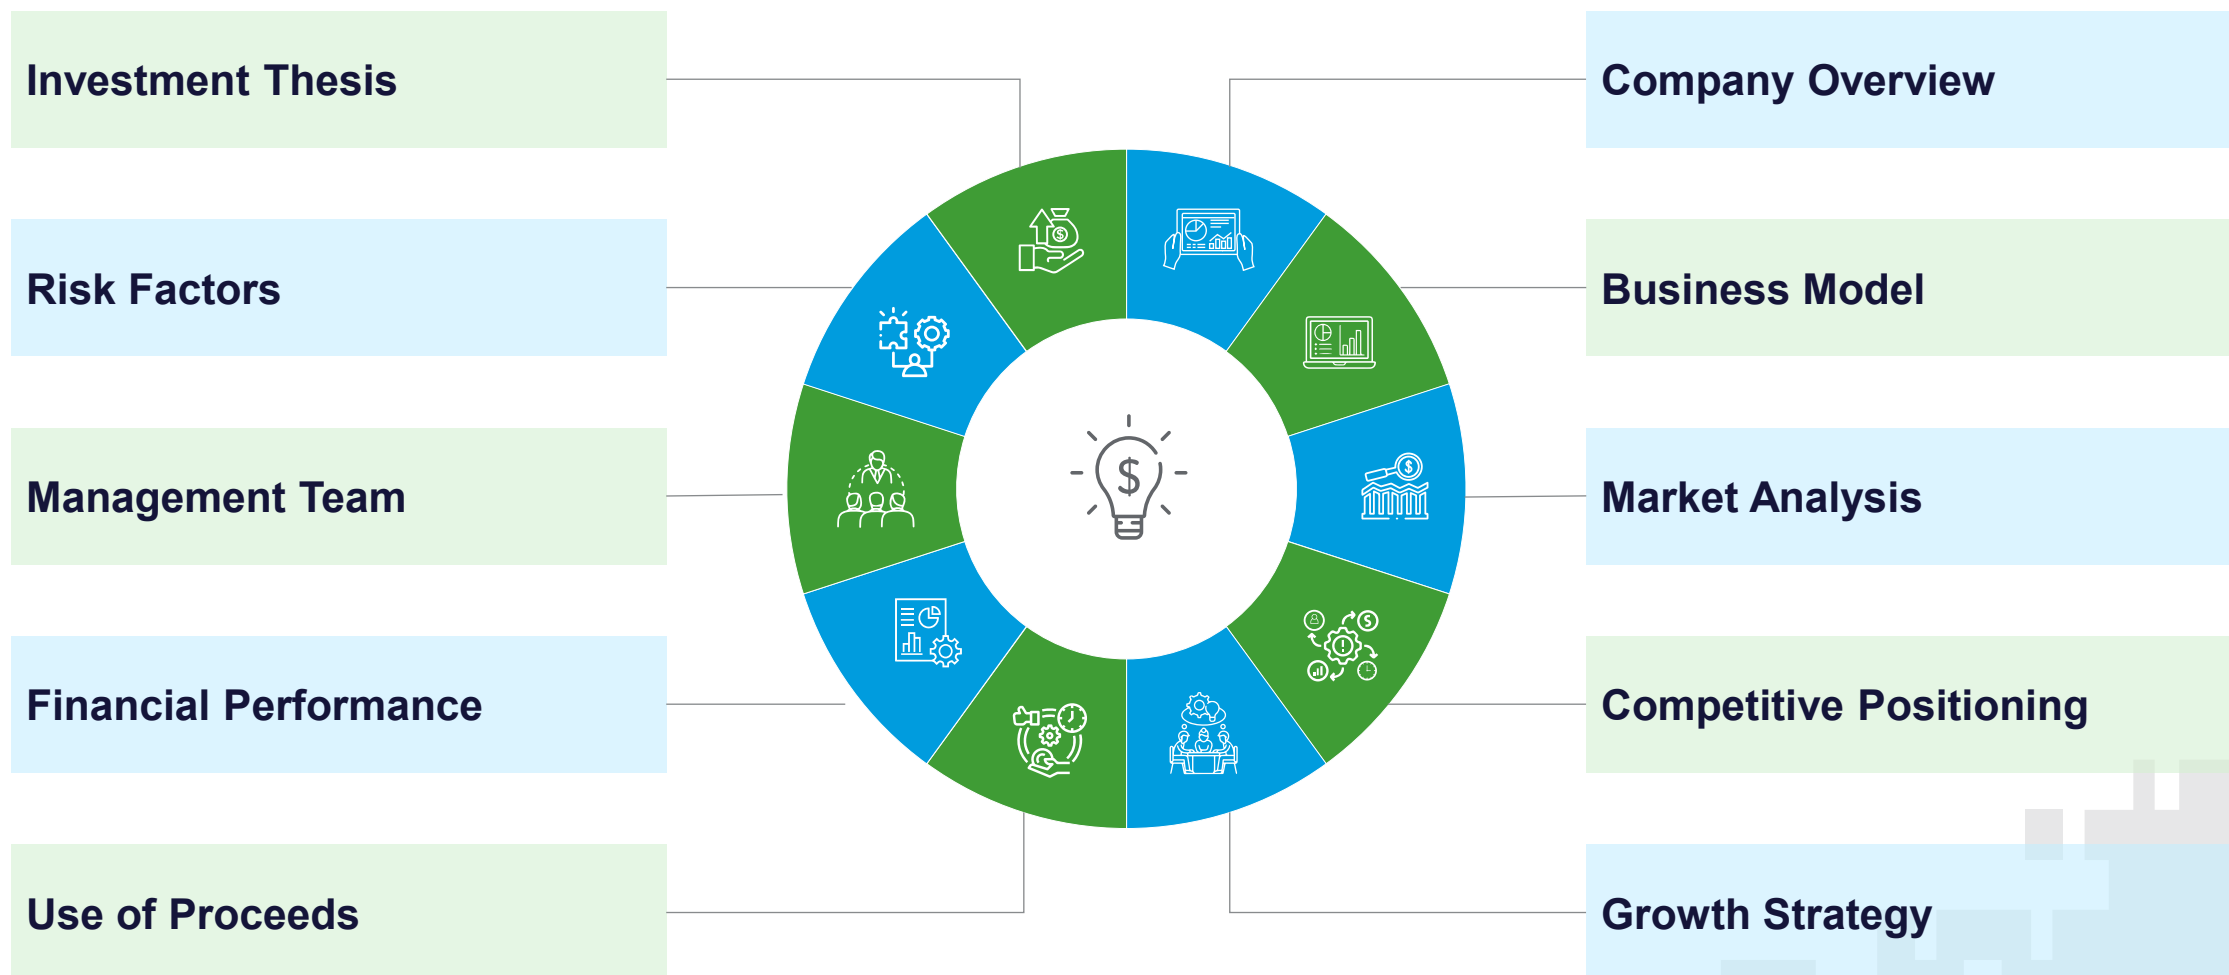 Investment Thesis
Risk Factors
Management Team
Financial Performance
Use of Proceeds
Company Overview
Business Model
Market Analysis
Competitive Positioning
Growth Strategy